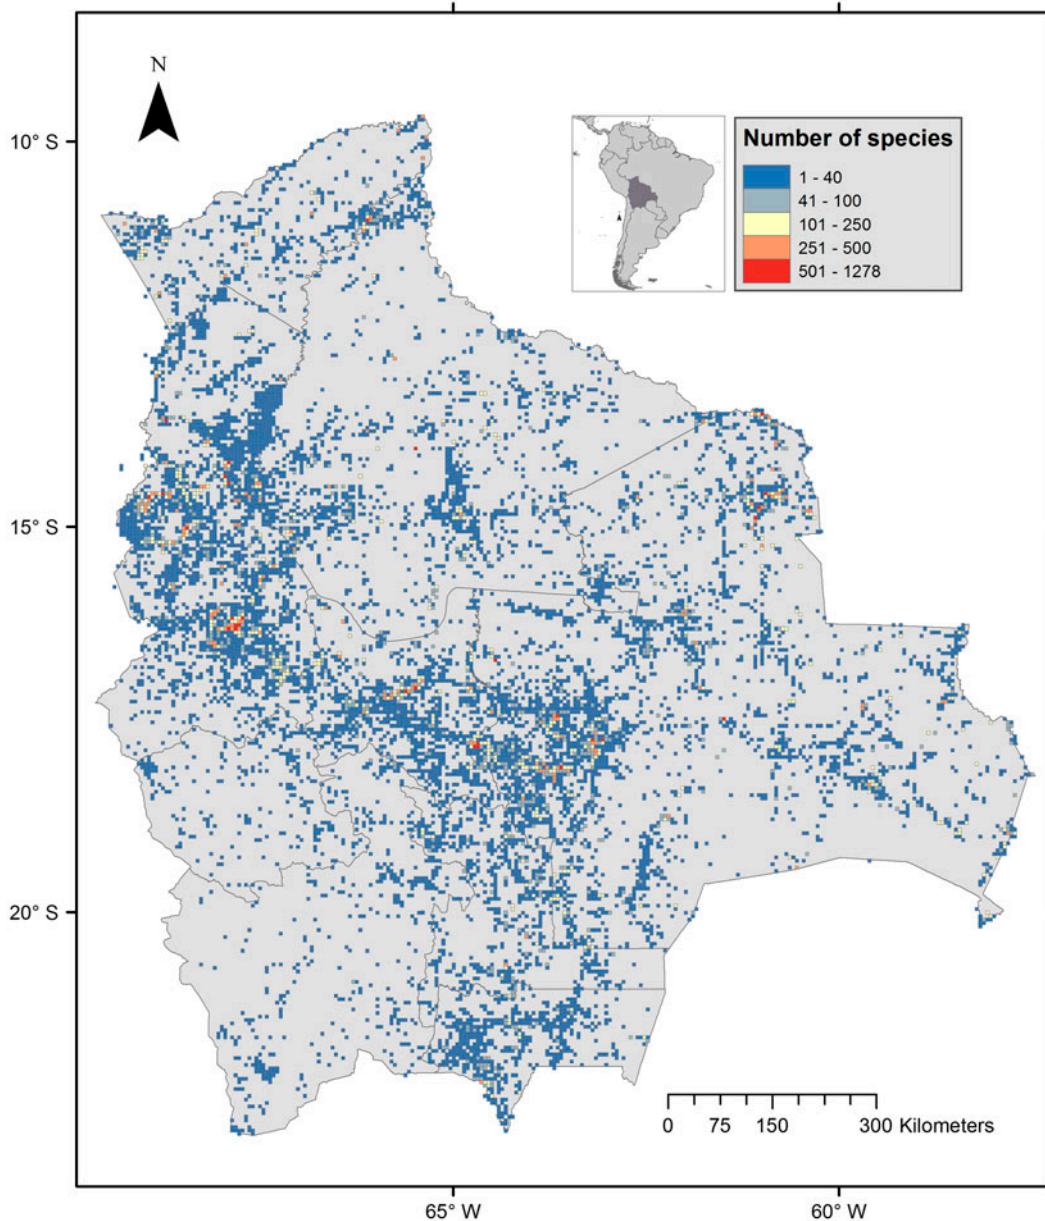 N
Number of species
1 - 40
41 - 100
101 - 250
251 - 500
501 - 1278
10° S
15° S
20° S
0 75 150 300 Kilometers
65° W 60° W